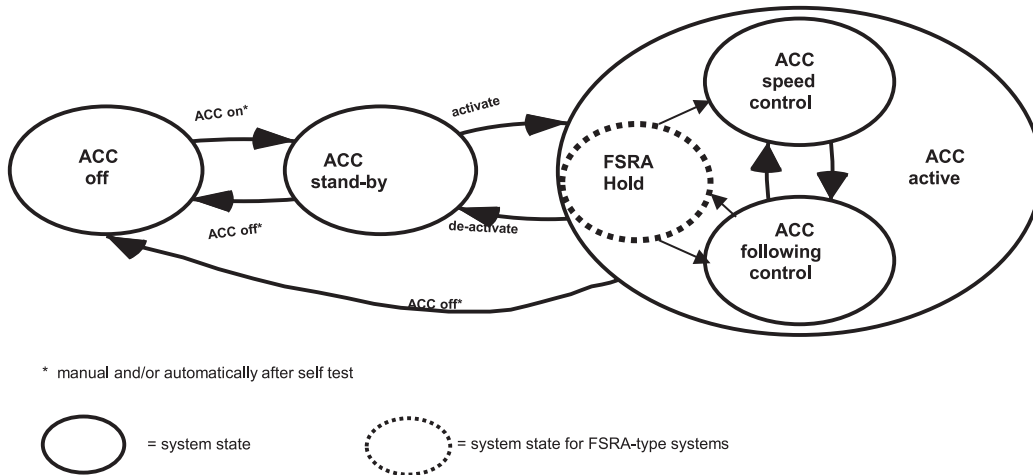 ACC
speed
control
ACC on*
activate
ACC
off
ACC
stand-by
FSRA
Hold
ACC
active
ACC off*
de-activate
ACC
following
control
ACC off*
* manual and/or automatically after self test
= system state
= system state for FSRA-type systems